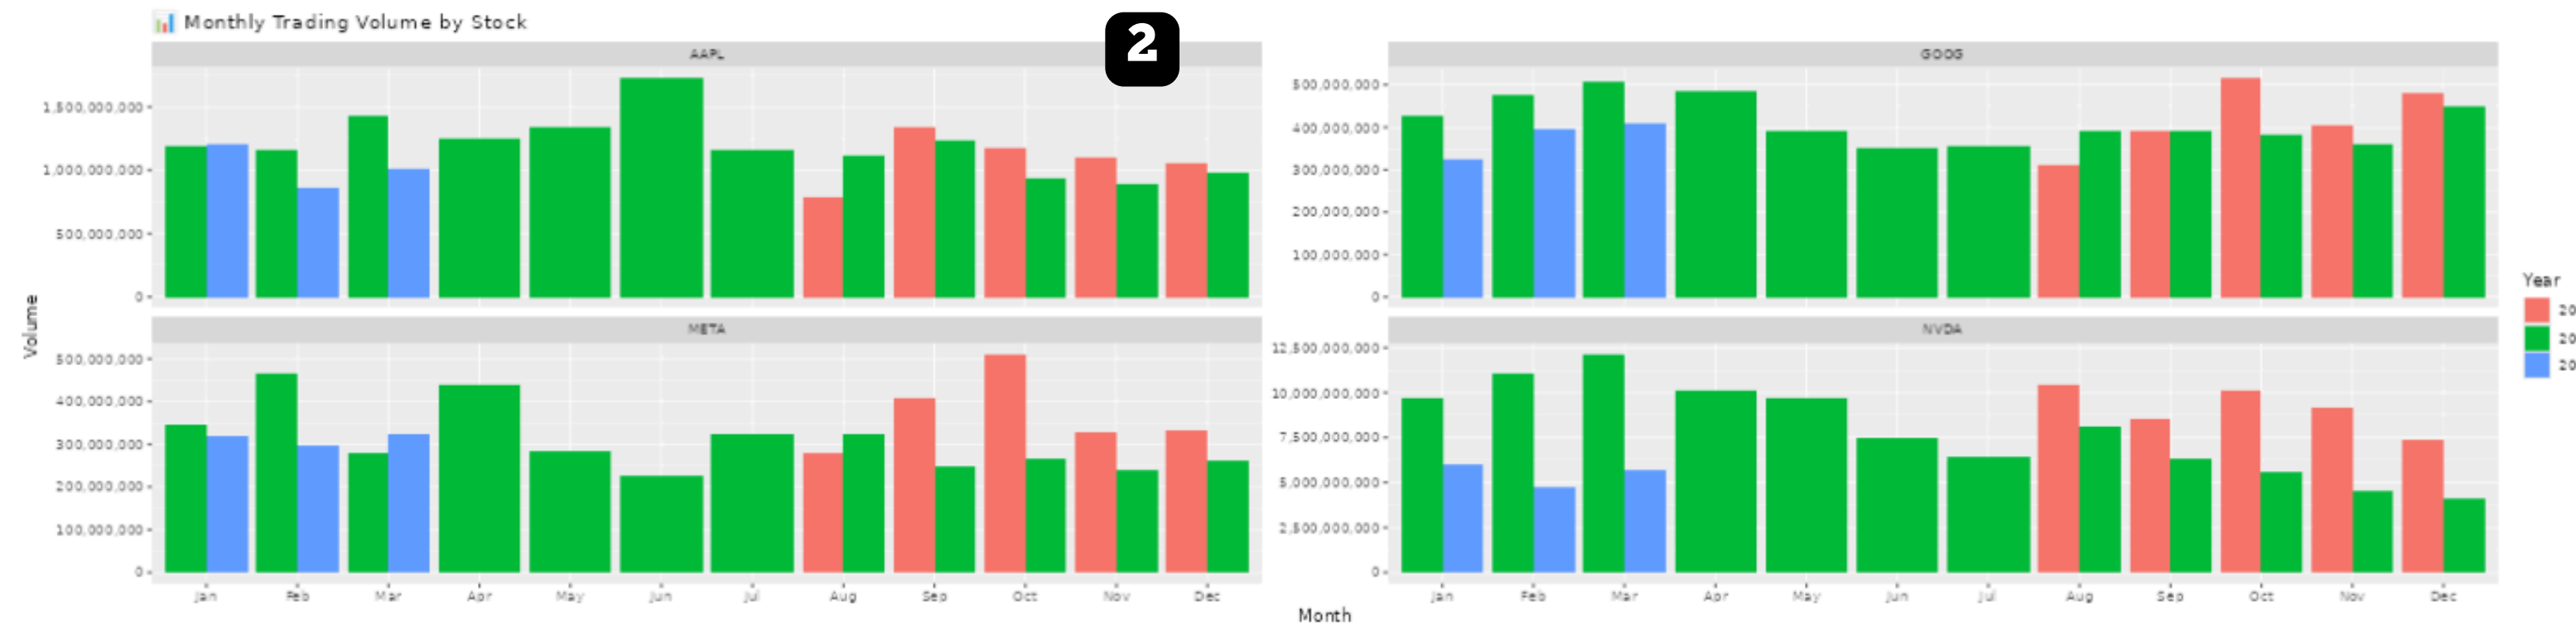 📊 Monthly Trading Volume by Stock
2
AAPL
1,500,000,000
1,000,000,000
500,000,000
0
GOOG
500,000,000
400,000,000
300,000,000
200,000,000
100,000,000
0
Volume
META
500,000,000
400,000,000
300,000,000
200,000,000
100,000,000
0
Jan Feb Mar Apr May Jun Jul Aug Sep Oct Nov Dec
NVDA
12,500,000,000
10,000,000,000
7,500,000,000
5,000,000,000
2,500,000,000
0
Jan Feb Mar Apr May Jun Jul Aug Sep Oct Nov Dec
Month
Year
20
20
20